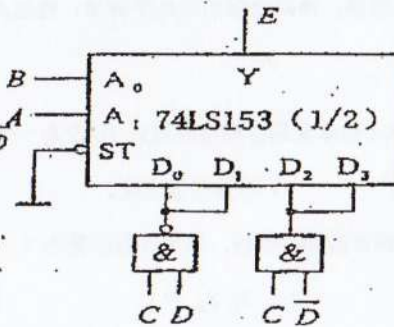 E
B A₀ Y
A A₁ 74LS153 (1/2)
ST
D₀ D₁ D₂ D₃
& &
C D C D̅